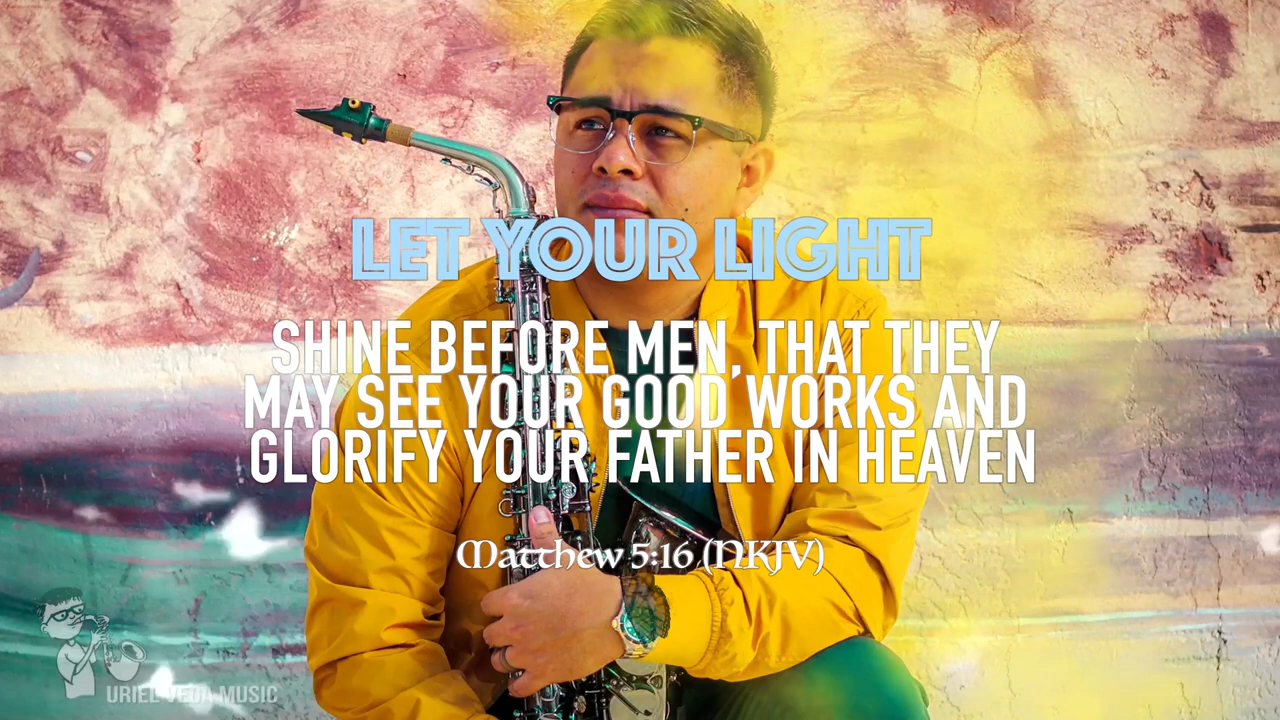 LET YOUR LIGHT
SHINE BEFORE MEN, THAT THEY
MAY SEE YOUR GOOD WORKS AND
GLORIFY YOUR FATHER IN HEAVEN
Matthew 5:16 (NKJV)
URIEL VEGA MUSIC